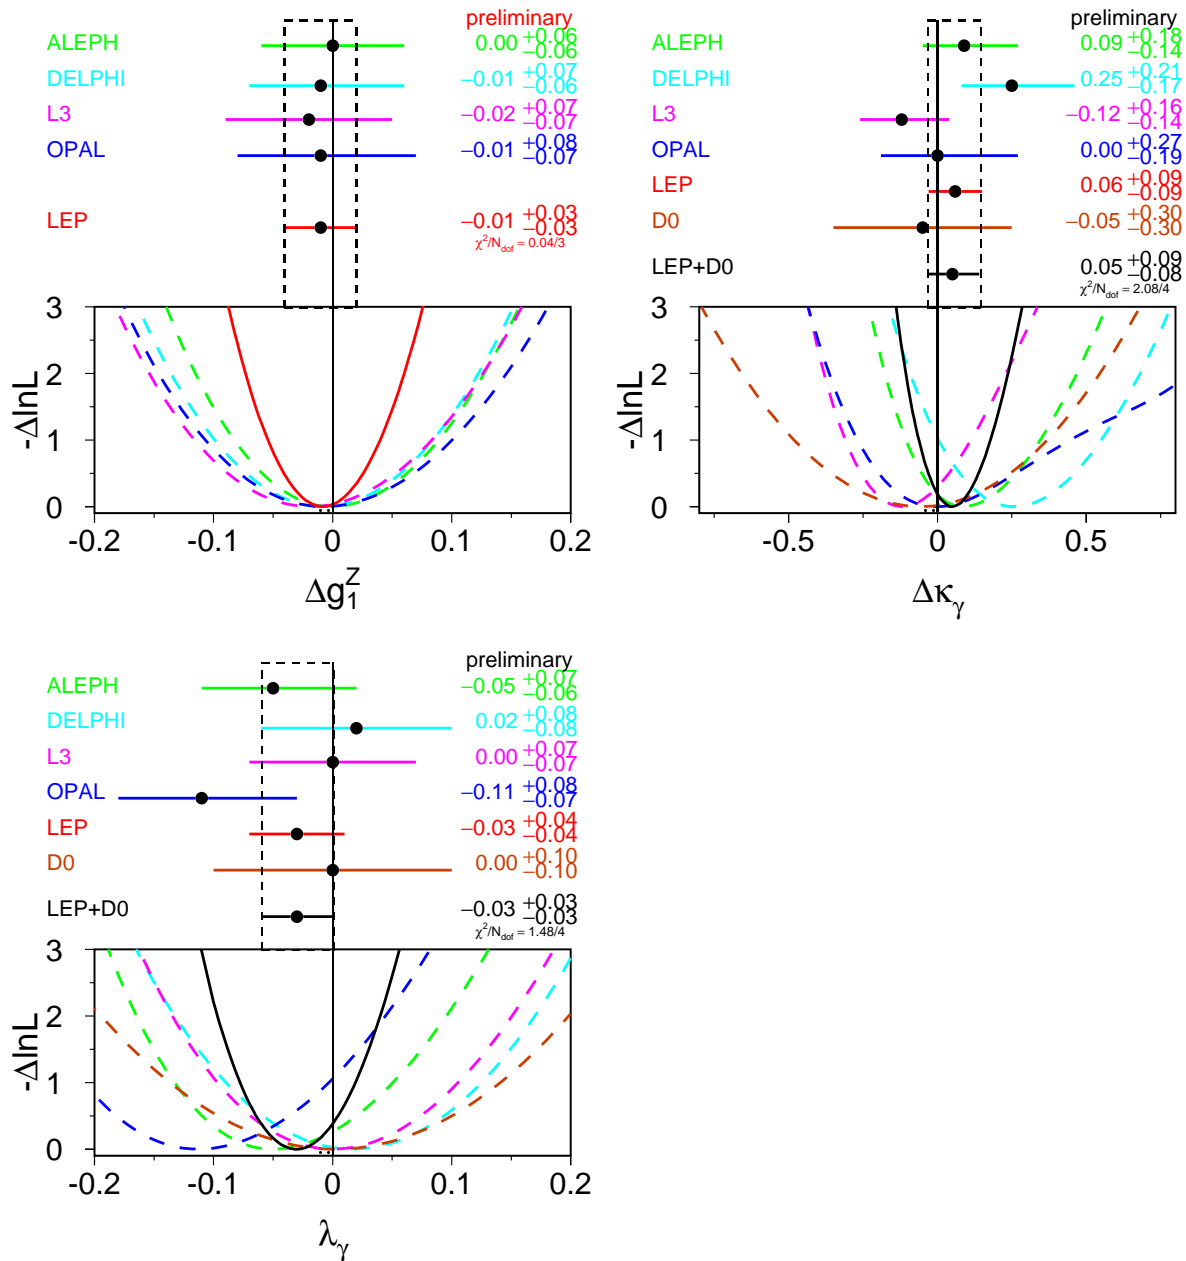 preliminary
ALEPH 0.00 +0.06 −0.06
DELPHI −0.01 +0.07 −0.06
L3 −0.02 +0.07 −0.07
OPAL −0.01 +0.08 −0.07
LEP −0.01 +0.03 −0.03
χ²/N_dof = 0.04/3
3
2
1
0
-ΔlnL
-0.2 -0.1 0 0.1 0.2
Δg₁ᶻ
preliminary
ALEPH 0.09 +0.18 −0.14
DELPHI 0.25 +0.21 −0.17
L3 −0.12 +0.16 −0.14
OPAL 0.00 +0.27 −0.19
LEP 0.06 +0.09 −0.09
D0 −0.05 +0.30 −0.30
LEP+D0 0.05 +0.09 −0.08
χ²/N_dof = 2.08/4
3
2
1
0
-ΔlnL
-0.5 0 0.5
Δκ_γ
preliminary
ALEPH −0.05 +0.07 −0.06
DELPHI 0.02 +0.08 −0.08
L3 0.00 +0.07 −0.07
OPAL −0.11 +0.08 −0.07
LEP −0.03 +0.04 −0.04
D0 0.00 +0.10 −0.10
LEP+D0 −0.03 +0.03 −0.03
χ²/N_dof = 1.48/4
3
2
1
0
-ΔlnL
-0.2 -0.1 0 0.1 0.2
λ_γ